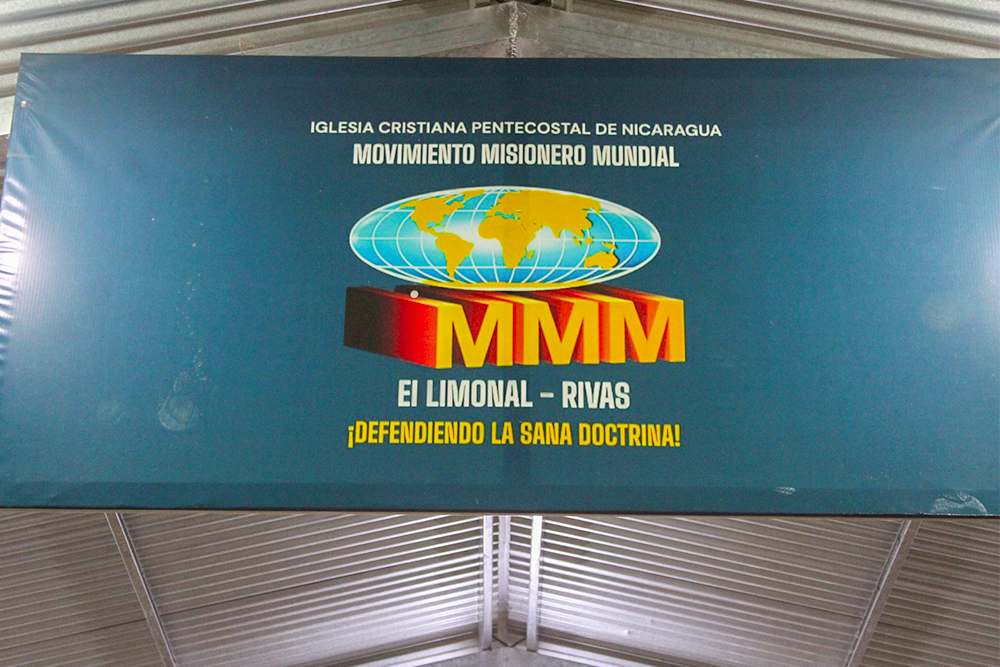 IGLESIA CRISTIANA PENTECOSTAL DE NICARAGUA
MOVIMIENTO MISIONERO MUNDIAL
MMM
El LIMONAL - RIVAS
¡DEFENDIENDO LA SANA DOCTRINA!